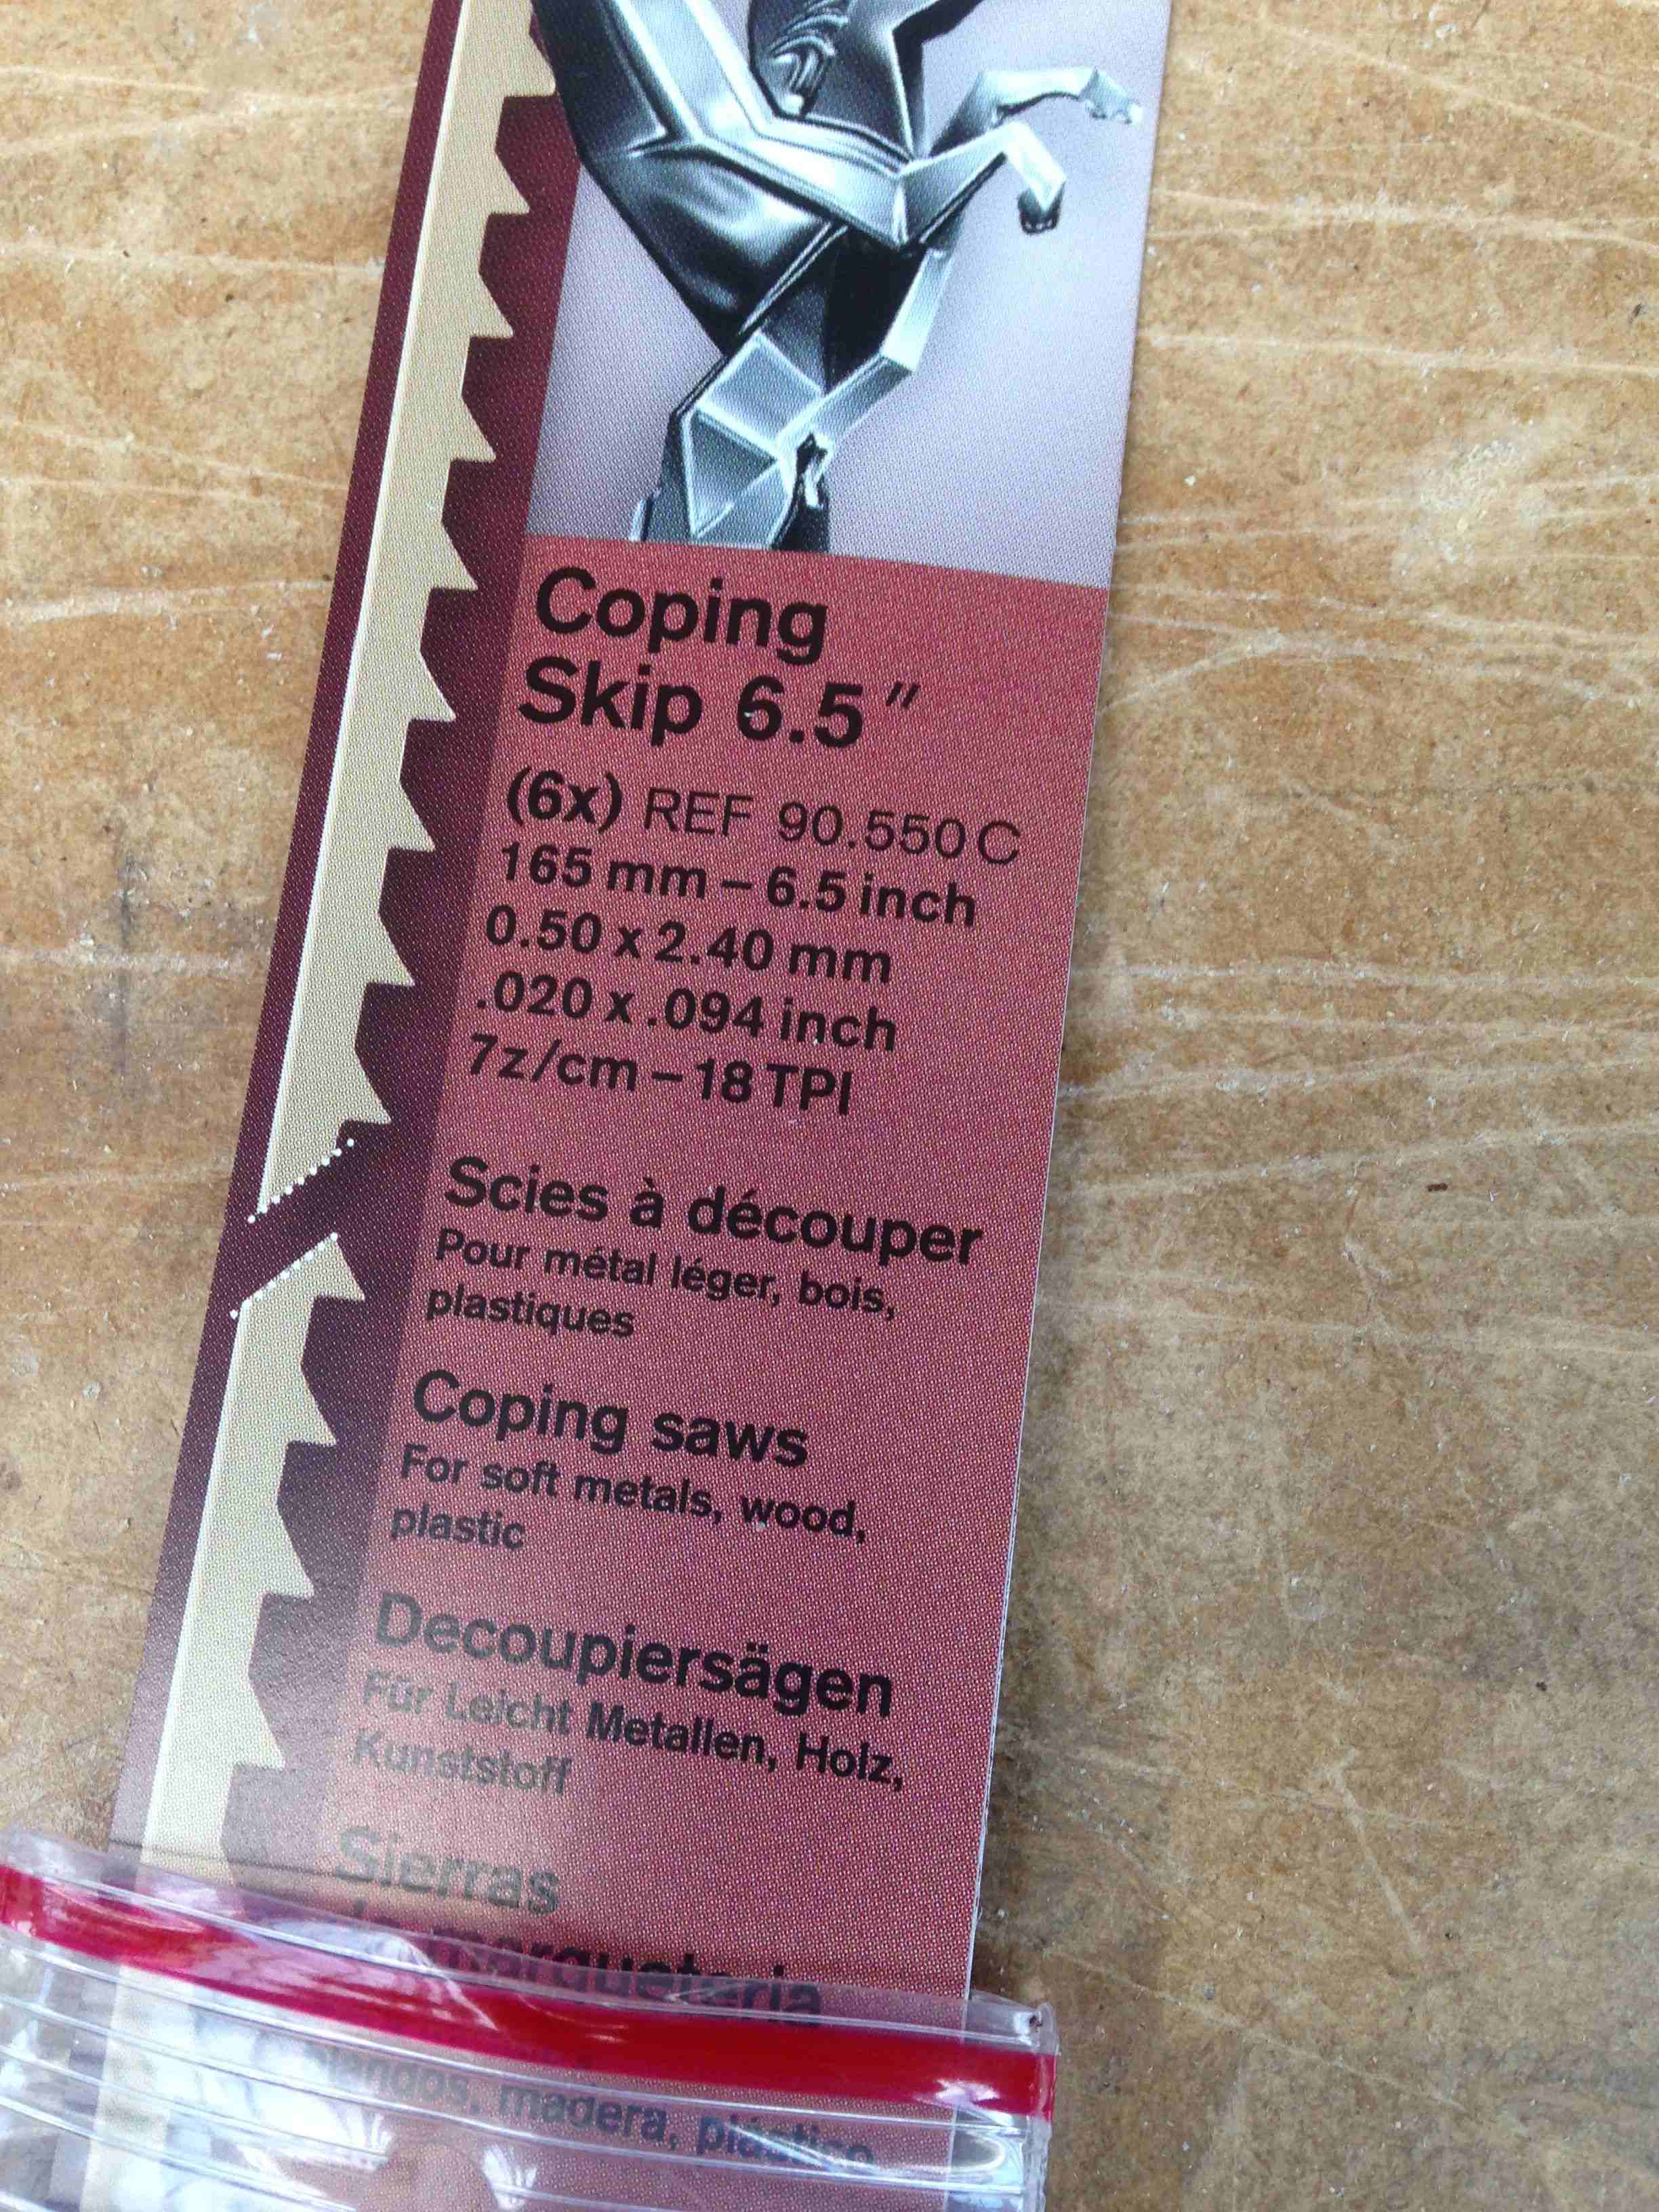 Coping
Skip 6.5"
(6x) REF 90.550C
165 mm – 6.5 inch
0.50 x 2.40 mm
.020 x .094 inch
7z/cm – 18 TPI
Scies à découper
Pour métal léger, bois,
plastiques
Coping saws
For soft metals, wood,
plastic
Decoupiersägen
Für Leicht Metallen, Holz,
Kunststoff
Sierras
marqueteria
madera, plástico